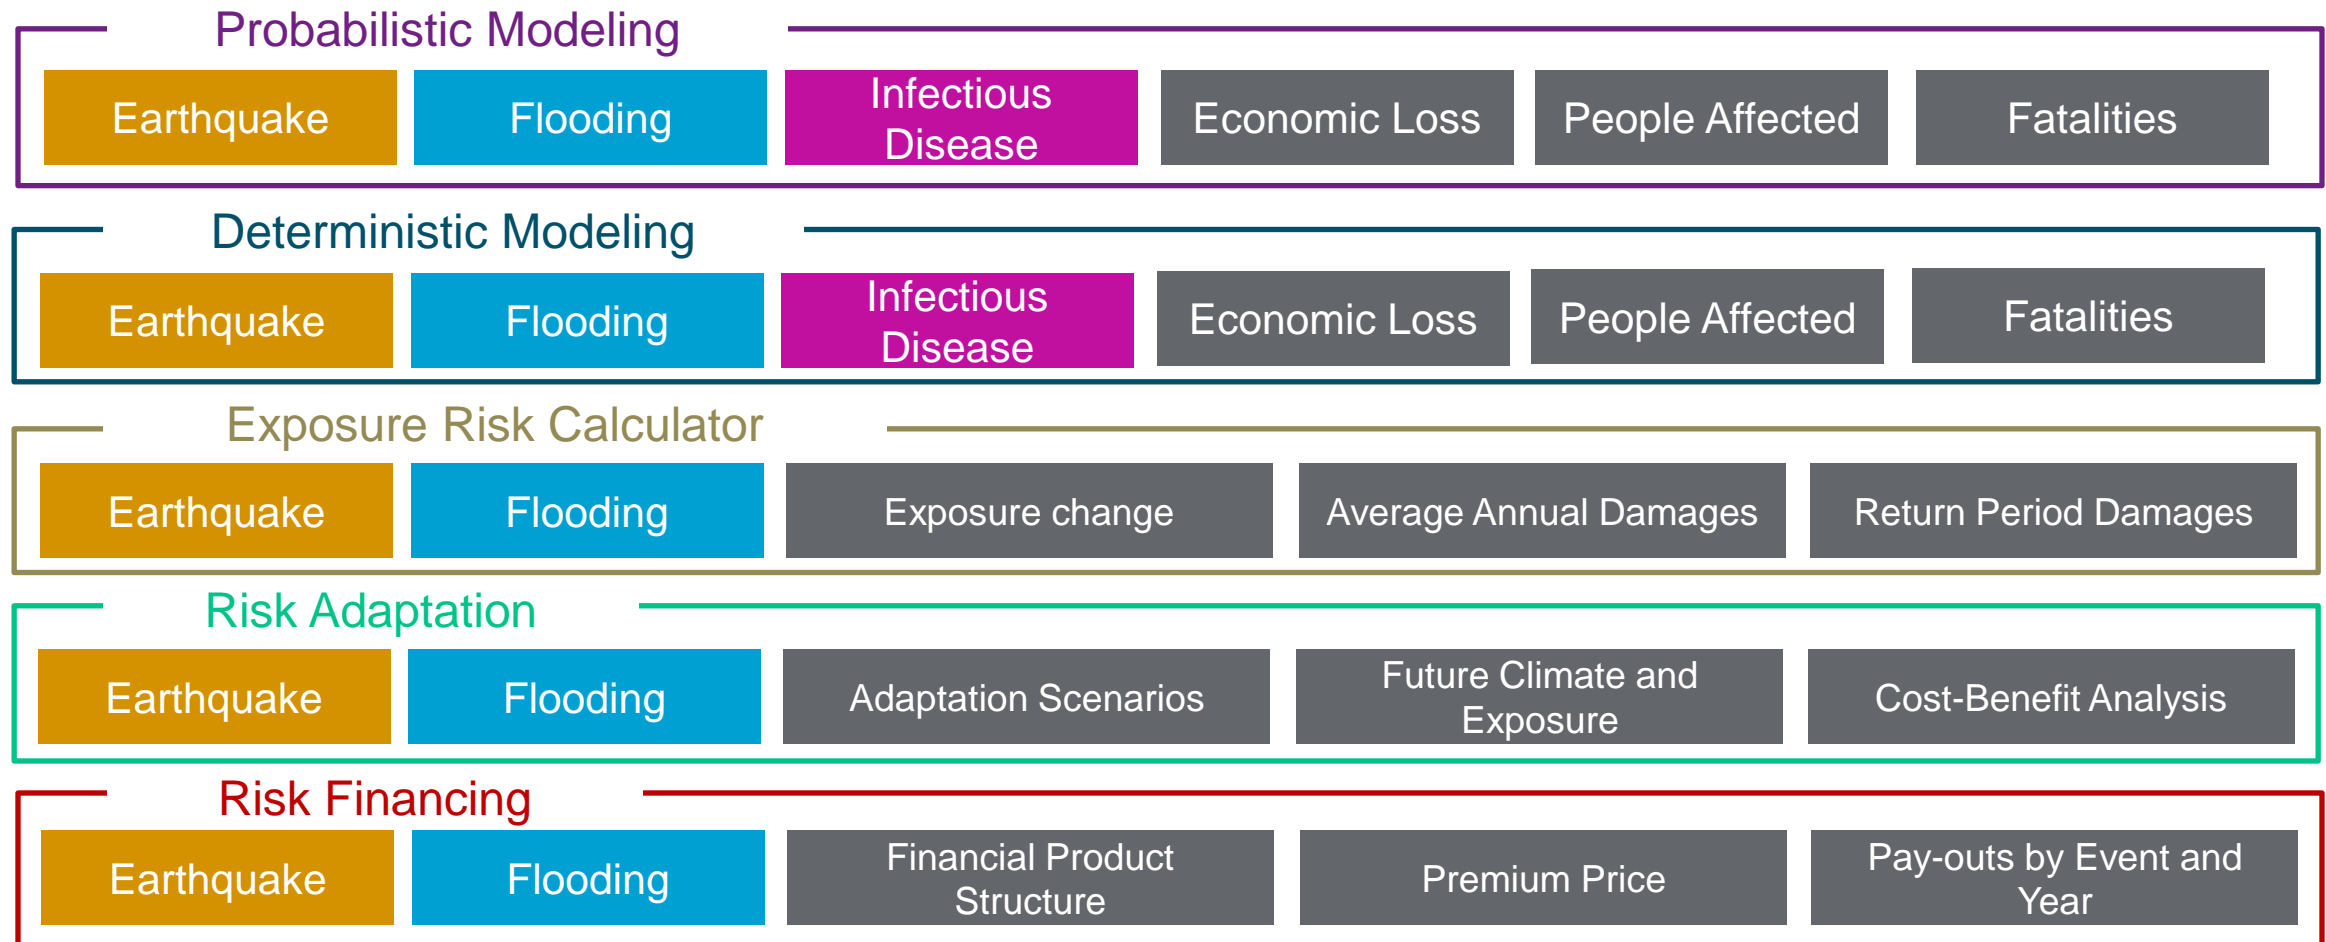 Probabilistic Modeling
Earthquake
Flooding
Infectious
Disease
Economic Loss
People Affected
Fatalities
Deterministic Modeling
Earthquake
Flooding
Infectious
Disease
Economic Loss
People Affected
Fatalities
Exposure Risk Calculator
Earthquake
Flooding
Exposure change
Average Annual Damages
Return Period Damages
Risk Adaptation
Earthquake
Flooding
Adaptation Scenarios
Future Climate and
Exposure
Cost-Benefit Analysis
Risk Financing
Earthquake
Flooding
Financial Product
Structure
Premium Price
Pay-outs by Event and
Year